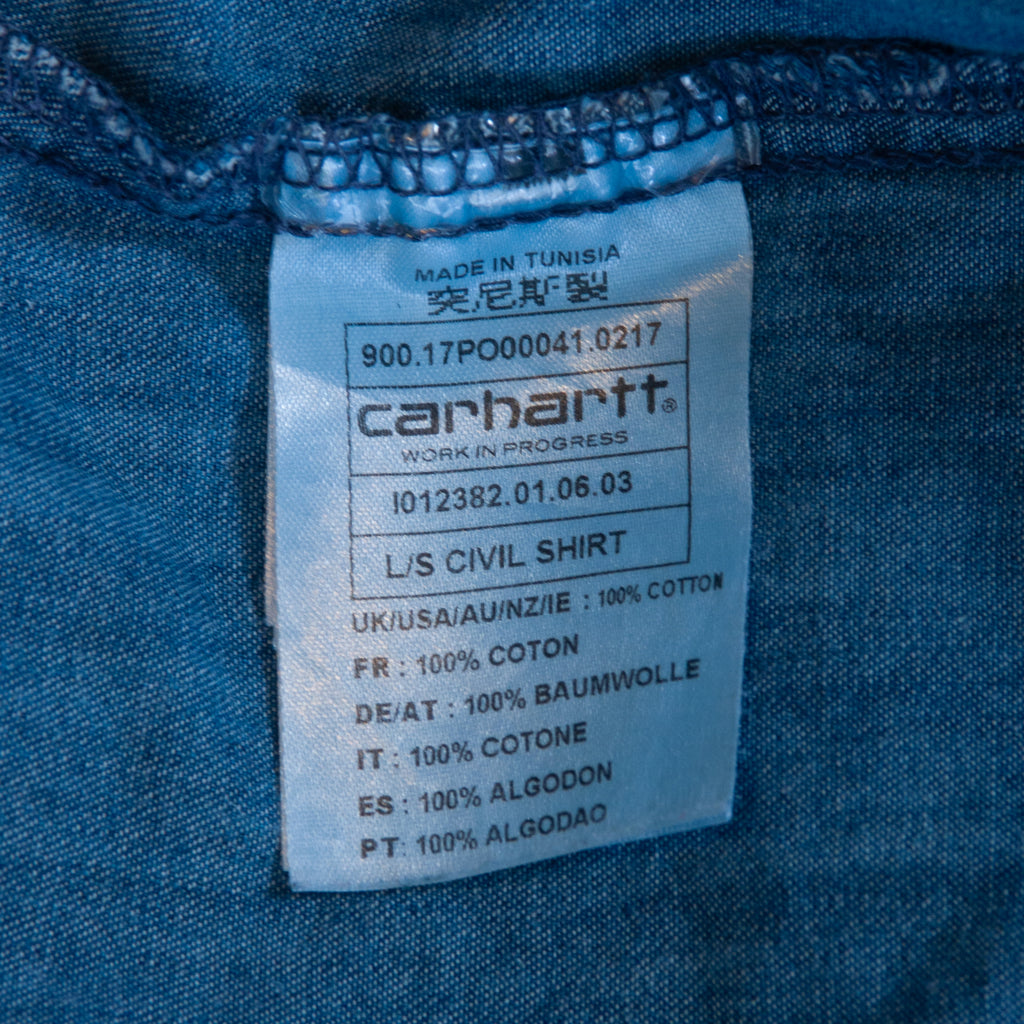 MADE IN TUNISIA
突尼斯製
900.17PO00041.0217
carhartt®
WORK IN PROGRESS
I012382.01.06.03
L/S CIVIL SHIRT
UK/USA/AU/NZ/IE : 100% COTTON
FR : 100% COTON
DE/AT : 100% BAUMWOLLE
IT : 100% COTONE
ES : 100% ALGODON
PT: 100% ALGODAO